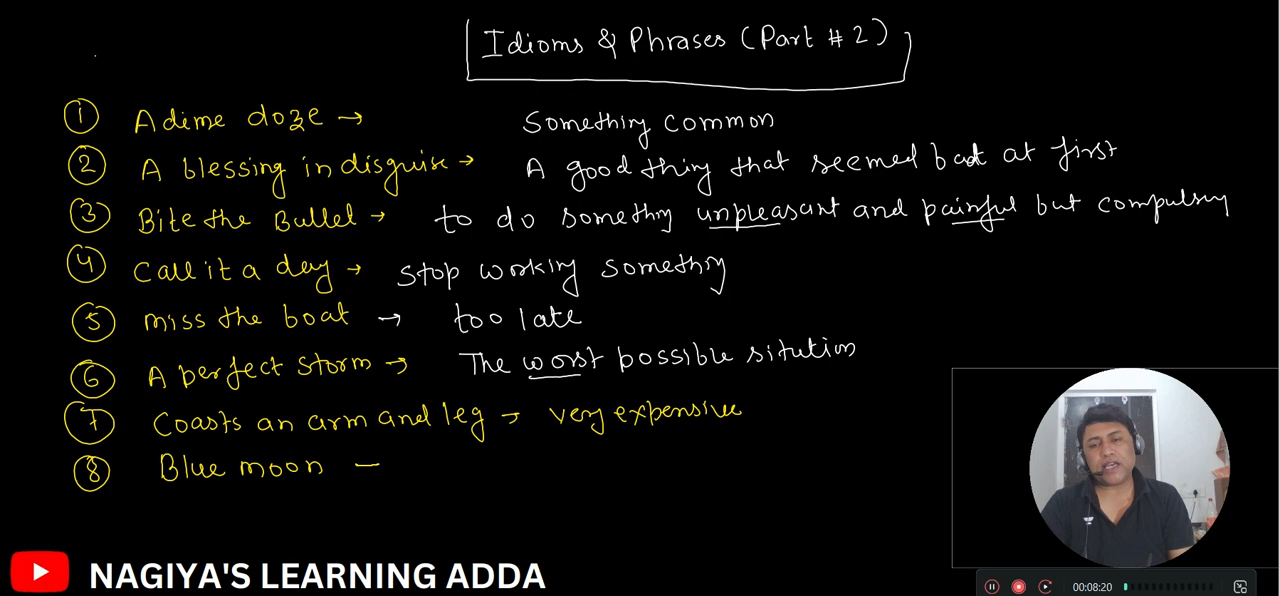 Idioms & Phrases (Part # 2)
1 A dime doze → Something common
2 A blessing in disguise → A good thing that seemed bad at first
3 Bite the Bullet → to do somethng unpleasant and painful but compulsry
4 Call it a day → Stop working something
5 miss the boat → too late
6 A perfect storm → The worst possible sitution
7 Coasts an arm and leg → very expensive
8 Blue moon —
NAGIYA'S LEARNING ADDA
00:08:20